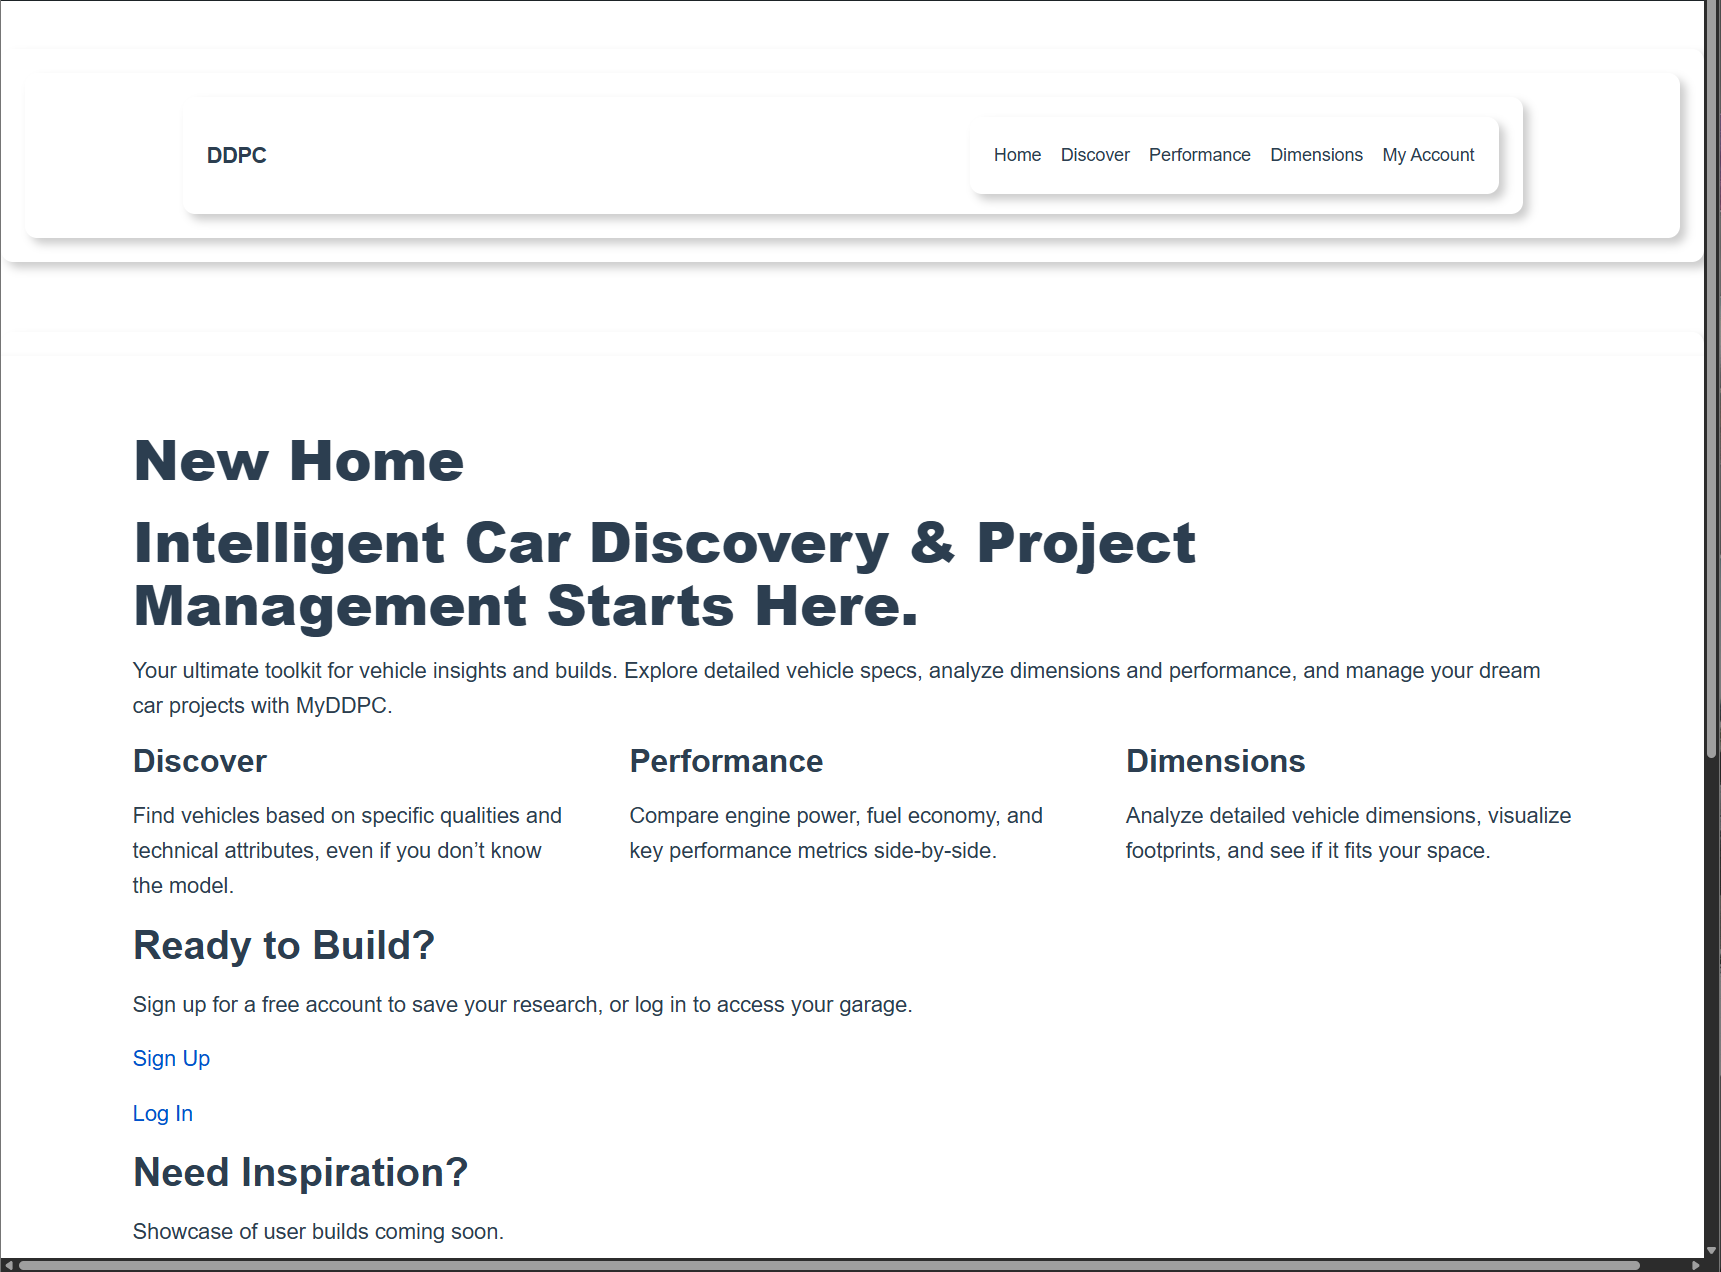 DDPC
Home Discover Performance Dimensions My Account
New Home
Intelligent Car Discovery & Project
Management Starts Here.
Your ultimate toolkit for vehicle insights and builds. Explore detailed vehicle specs, analyze dimensions and performance, and manage your dream
car projects with MyDDPC.
Discover
Find vehicles based on specific qualities and
technical attributes, even if you don’t know
the model.
Performance
Compare engine power, fuel economy, and
key performance metrics side-by-side.
Dimensions
Analyze detailed vehicle dimensions, visualize
footprints, and see if it fits your space.
Ready to Build?
Sign up for a free account to save your research, or log in to access your garage.
Sign Up
Log In
Need Inspiration?
Showcase of user builds coming soon.